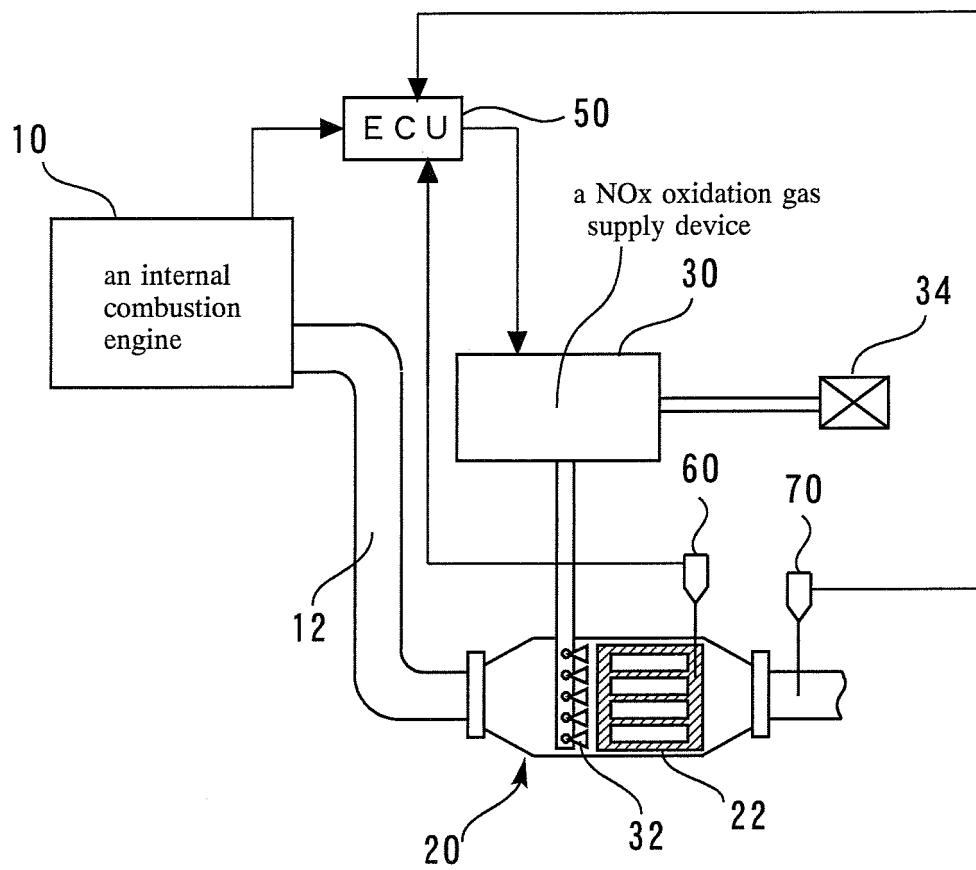 50
ECU
10
a NOx oxidation gas
supply device
an internal
combustion
engine
30
34
60
70
12
20
32
22